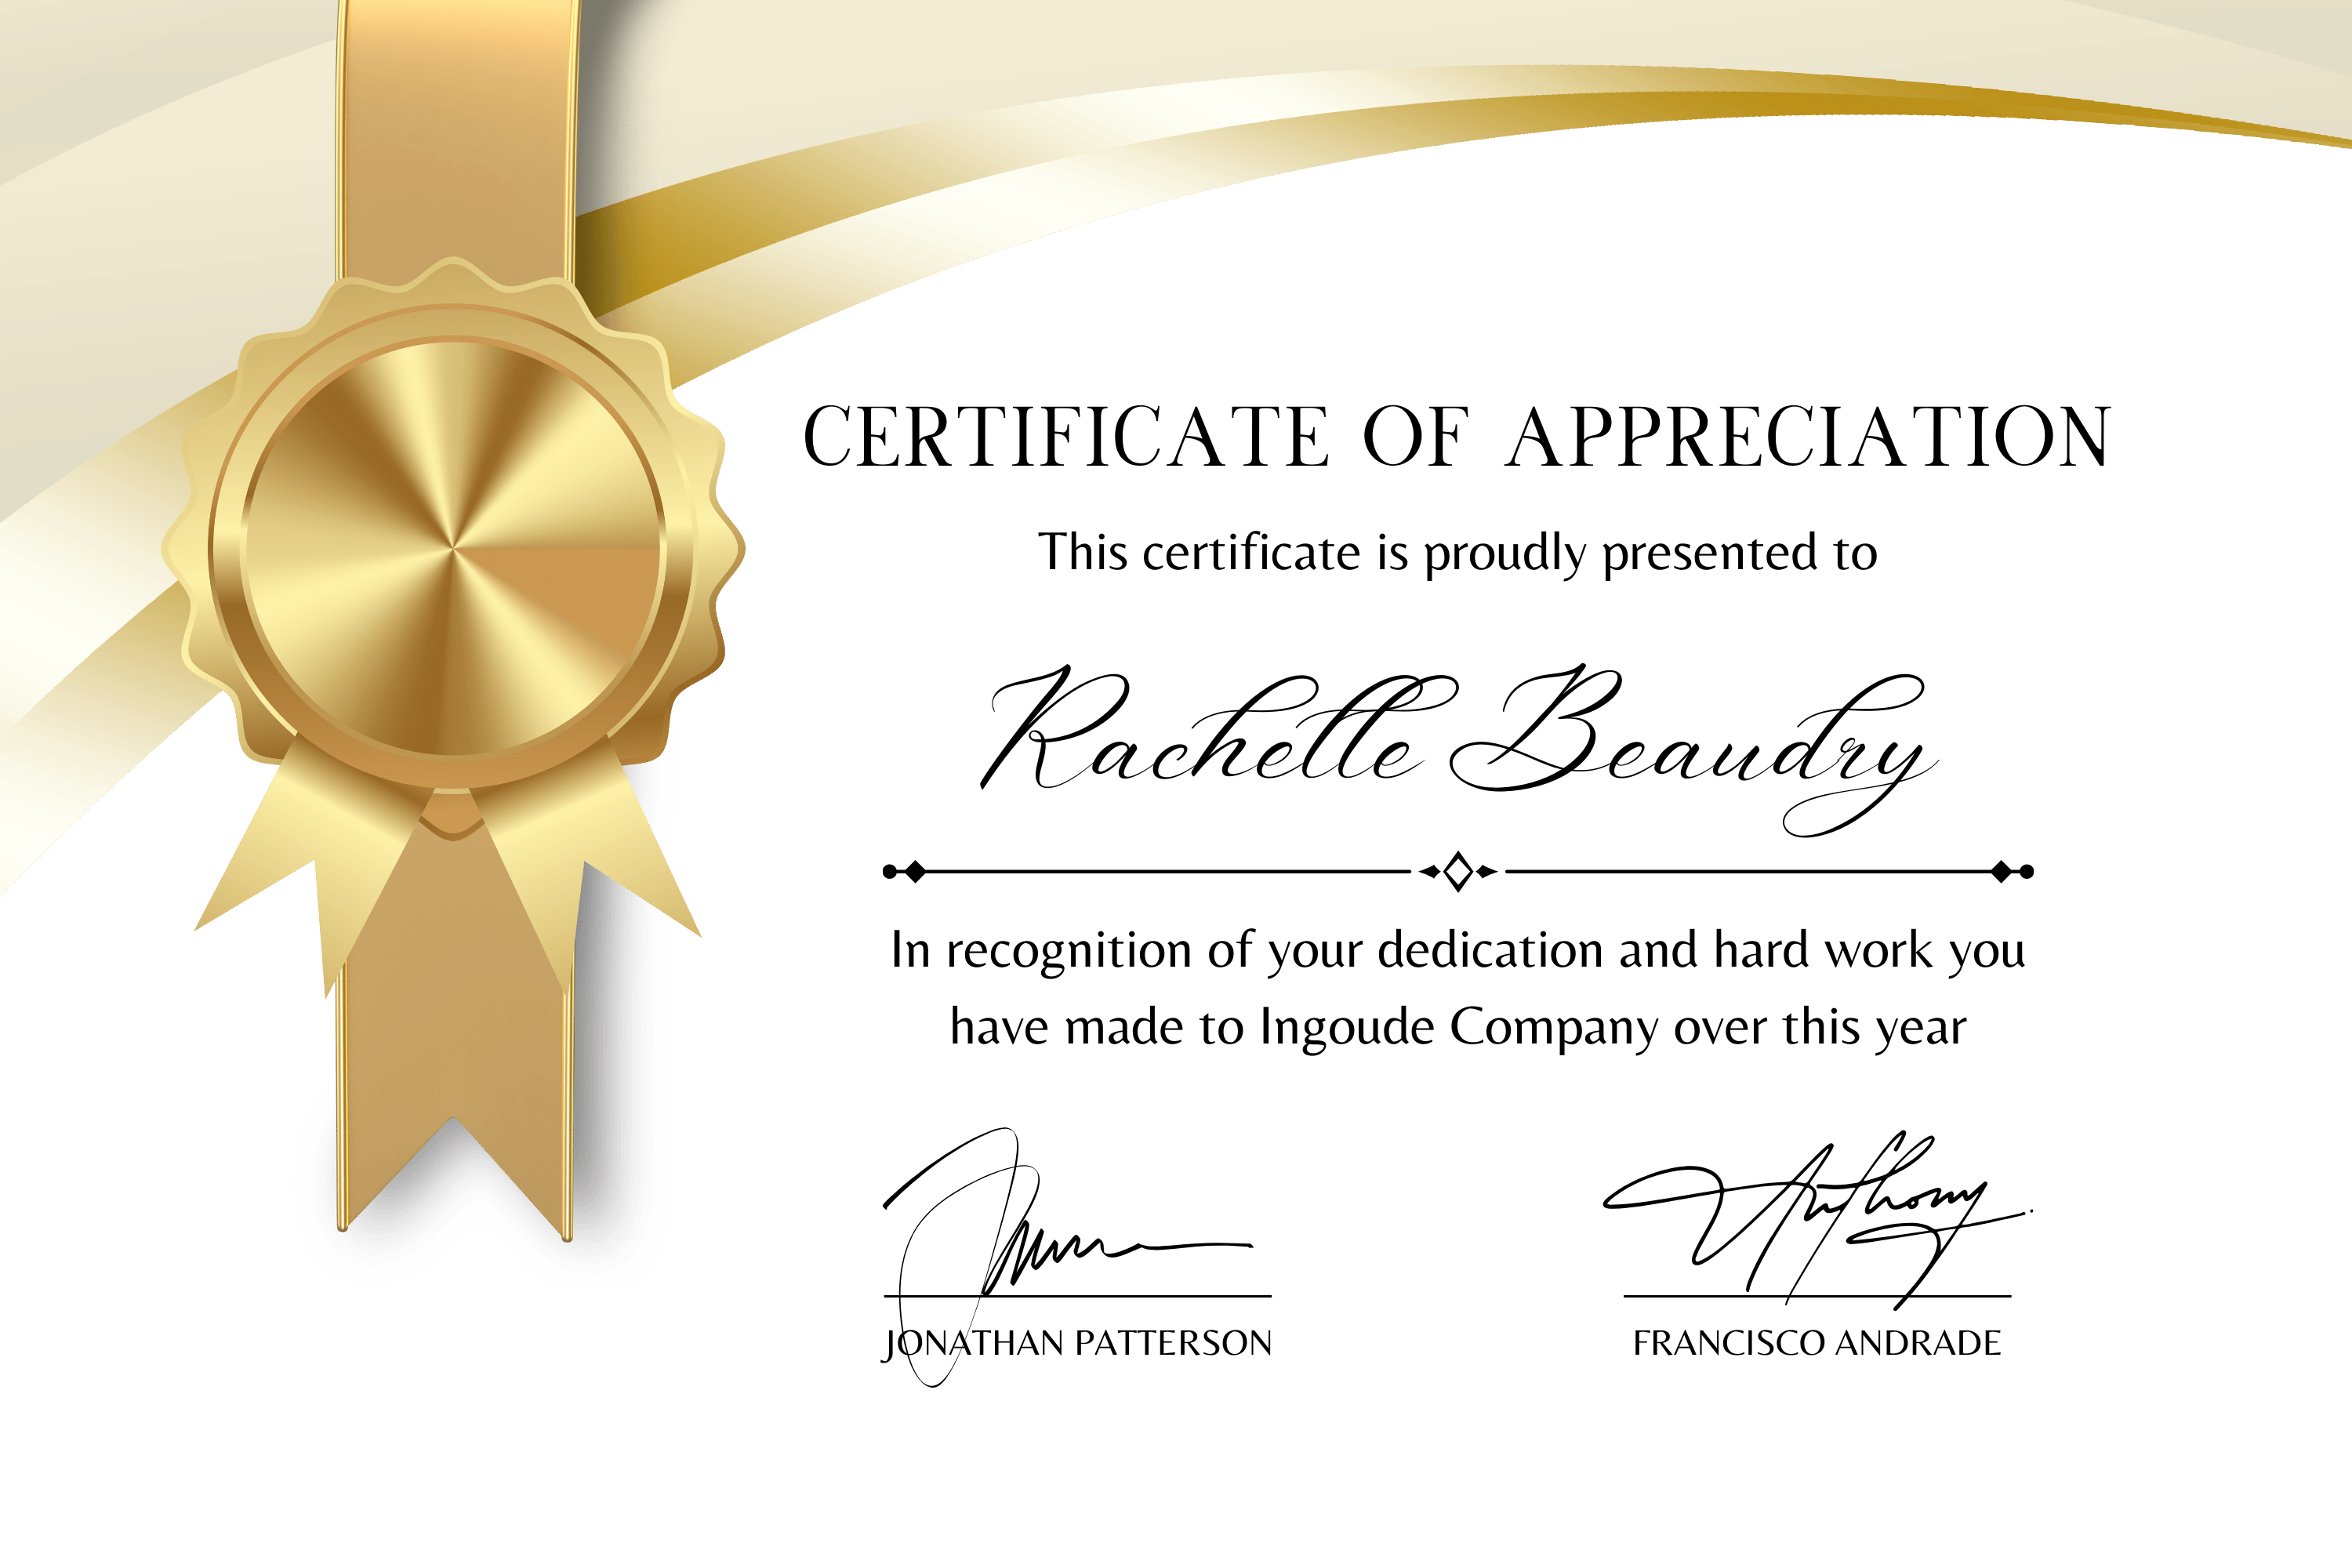 CERTIFICATE OF APPRECIATION
This certificate is proudly presented to
Rachelle Beaudry
In recognition of your dedication and hard work you
have made to Ingoude Company over this year
Anthony
JONATHAN PATTERSON
FRANCISCO ANDRADE